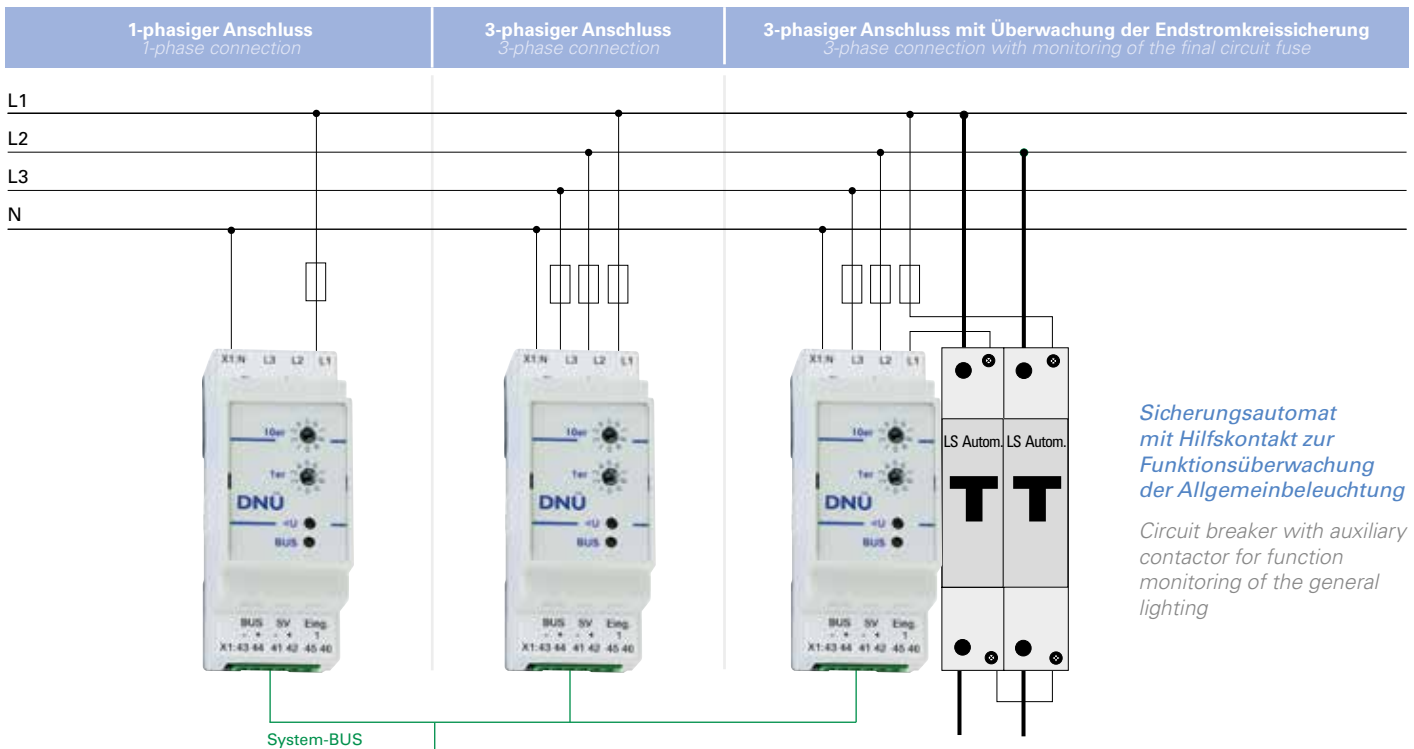 1-phasiger Anschluss
1-phase connection
3-phasiger Anschluss
3-phase connection
3-phasiger Anschluss mit Überwachung der Endstromkreissicherung
3-phase connection with monitoring of the final circuit fuse
L1
L2
L3
N
X1:N L3 L2 L1
10er
1er
DNÜ
<U
BUS
BUS SV Eing.
- + - + 1
X1:43 44 41 42 45 46
X1:N L3 L2 L1
10er
1er
DNÜ
<U
BUS
BUS SV Eing.
- + - + 1
X1:43 44 41 42 45 46
X1:N L3 L2 L1
10er
1er
DNÜ
<U
BUS
BUS SV Eing.
- + - + 1
X1:43 44 41 42 45 46
LS Autom. LS Autom.
Sicherungsautomat
mit Hilfskontakt zur
Funktionsüberwachung
der Allgemeinbeleuchtung
Circuit breaker with auxiliary
contactor for function
monitoring of the general
lighting
System-BUS